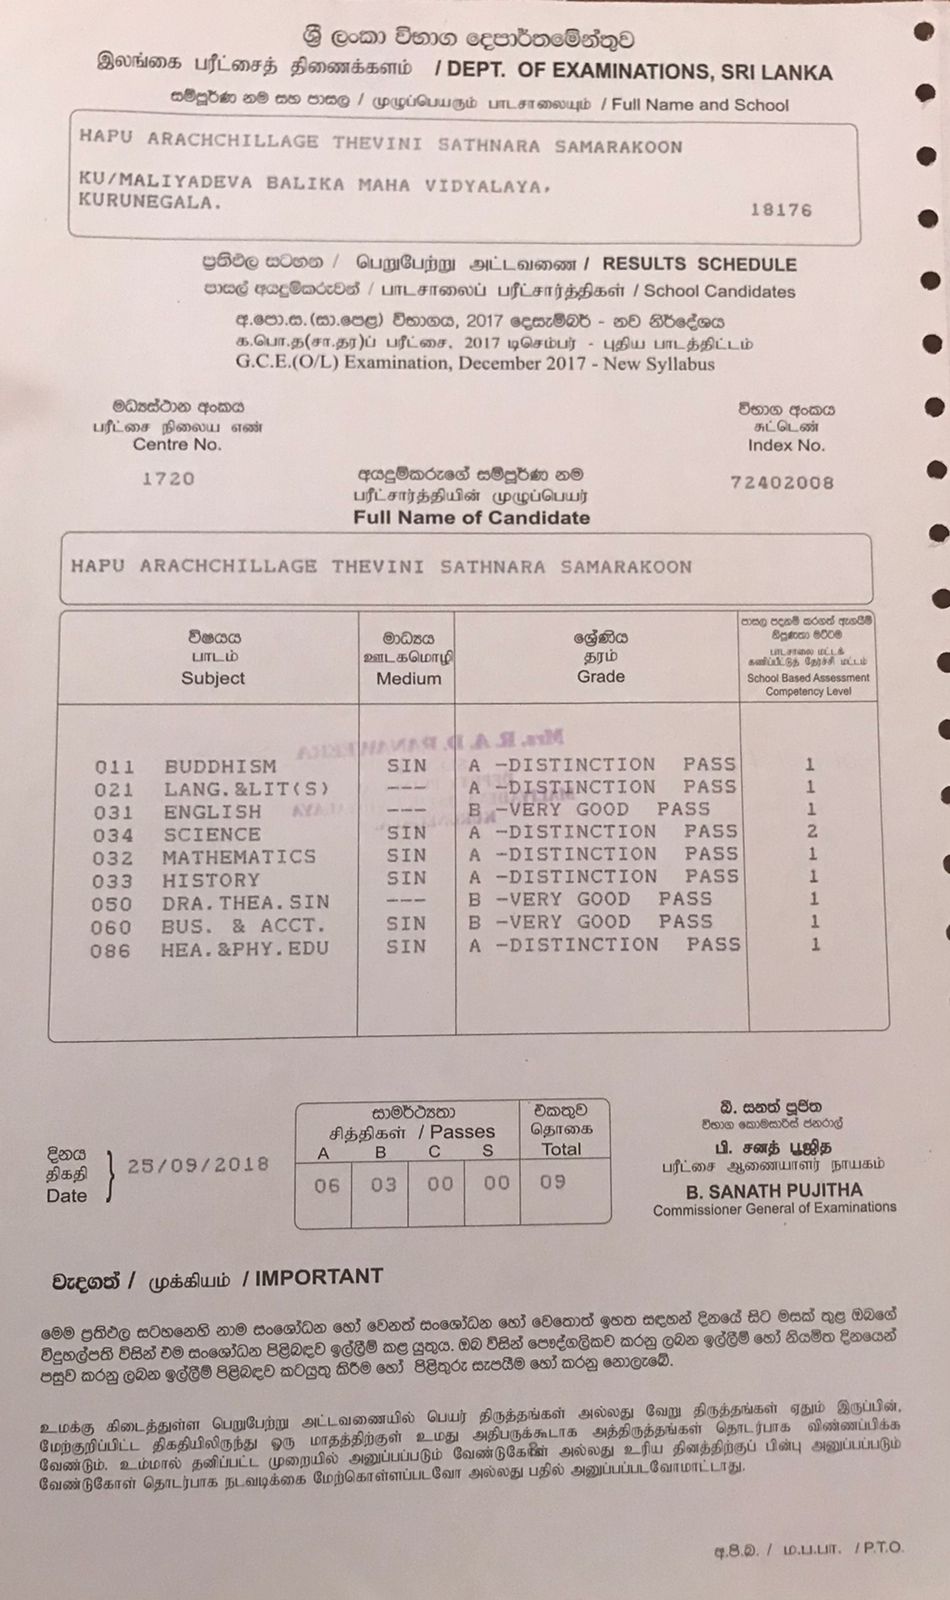 ශ්‍රී ලංකා විභාග දෙපාර්තමේන්තුව
இலங்கை பரீட்சைத் திணைக்களம் / DEPT. OF EXAMINATIONS, SRI LANKA
සම්පූර්ණ නම සහ පාසල / முழுப்பெயரும் பாடசாலையும் / Full Name and School
HAPU ARACHCHILLAGE THEVINI SATHNARA SAMARAKOON
KU/MALIYADEVA BALIKA MAHA VIDYALAYA,
KURUNEGALA.
18176
ප්‍රතිඵල සටහන / பெறுபேற்று அட்டவணை / RESULTS SCHEDULE
පාසල් අයදුම්කරුවන් / பாடசாலைப் பரீட்சார்த்திகள் / School Candidates
අ.පො.ස.(සා.පෙළ) විභාගය, 2017 දෙසැම්බර් - නව නිර්දේශය
க.பொ.த(சா.தர)ப் பரீட்சை, 2017 டிசெம்பர் - புதிய பாடத்திட்டம்
G.C.E.(O/L) Examination, December 2017 - New Syllabus
මධ්‍යස්ථාන අංකය
பரீட்சை நிலைய எண்
Centre No.
1720
විභාග අංකය
சுட்டெண்
Index No.
72402008
අයදුම්කරුගේ සම්පූර්ණ නම
பரீட்சார்த்தியின் முழுப்பெயர்
Full Name of Candidate
HAPU ARACHCHILLAGE THEVINI SATHNARA SAMARAKOON
විෂයය
பாடம்
Subject
මාධ්‍යය
ஊடகமொழி
Medium
ශ්‍රේණිය
தரம்
Grade
පාසල පදනම් කරගත් ඇගයීම්
නිපුණතා මට්ටම
பாடசாலை மட்டக்
கணிப்பீட்டுத் தேர்ச்சி மட்டம்
School Based Assessment
Competency Level
011 BUDDHISM SIN A -DISTINCTION PASS 1
021 LANG.&LIT(S) --- A -DISTINCTION PASS 1
031 ENGLISH --- B -VERY GOOD PASS 1
034 SCIENCE SIN A -DISTINCTION PASS 2
032 MATHEMATICS SIN A -DISTINCTION PASS 1
033 HISTORY SIN A -DISTINCTION PASS 1
050 DRA.THEA.SIN --- B -VERY GOOD PASS 1
060 BUS. & ACCT. SIN B -VERY GOOD PASS 1
086 HEA.&PHY.EDU SIN A -DISTINCTION PASS 1
දිනය
திகதி
Date
25/09/2018
සාමර්ථ්‍යතා
சித்திகள் / Passes
A B C S
එකතුව
தொகை
Total
06 03 00 00 09
බී. සනත් පූජිත
විභාග කොමසාරිස් ජනරාල්
பி. சனத் பூஜித
பரீட்சை ஆணையாளர் நாயகம்
B. SANATH PUJITHA
Commissioner General of Examinations
වැදගත් / முக்கியம் / IMPORTANT
මෙම ප්‍රතිඵල සටහනෙහි නාම සංශෝධන හෝ වෙනත් සංශෝධන හෝ වෙතොත් ඉහත සඳහන් දිනයේ සිට මසක් තුළ ඔබගේ
විදුහල්පති විසින් එම සංශෝධන පිළිබඳව ඉල්ලීම් කළ යුතුය. ඔබ විසින් පෞද්ගලිකව කරනු ලබන ඉල්ලීම් හෝ නියමිත දිනයෙන්
පසුව කරනු ලබන ඉල්ලීම් පිළිබඳව කටයුතු කිරීම හෝ පිළිතුරු සැපයීම හෝ කරනු නොලැබේ.
உமக்கு கிடைத்துள்ள பெறுபேற்று அட்டவணையில் பெயர் திருத்தங்கள் அல்லது வேறு திருத்தங்கள் ஏதும் இருப்பின்,
மேற்குறிப்பிட்ட திகதியிலிருந்து ஒரு மாதத்திற்குள் உமது அதிபருக்கூடாக அத்திருத்தங்கள் தொடர்பாக விண்ணப்பிக்க
வேண்டும். உம்மால் தனிப்பட்ட முறையில் அனுப்பப்படும் வேண்டுகோள் அல்லது உரிய தினத்திற்குப் பின்பு அனுப்பப்படும்
வேண்டுகோள் தொடர்பாக நடவடிக்கை மேற்கொள்ளப்படவோ அல்லது பதில் அனுப்பப்படவோமாட்டாது.
අ.පි.බ. / ம.ப.பா. / P.T.O.